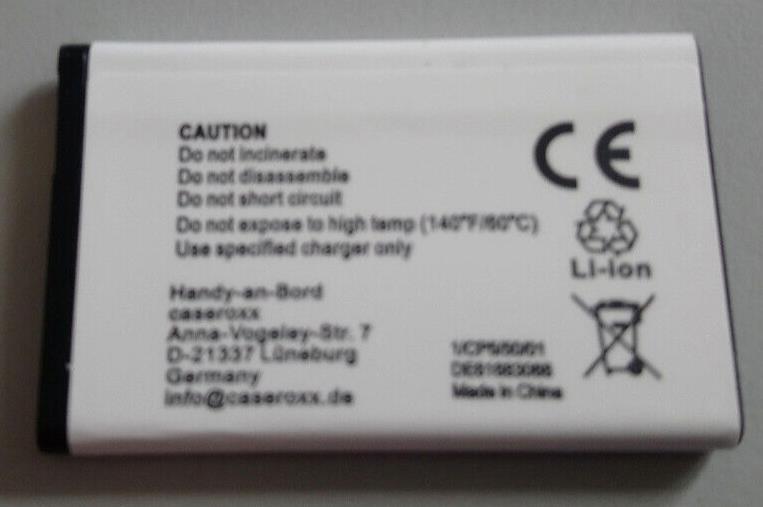 CAUTION
Do not incinerate
Do not disassemble
Do not short circuit
Do not expose to high temp (140°F/60°C)
Use specified charger only
CE
Li-ion
Handy-an-Bord
caseroxx
Anna-Vogeley-Str. 7
D-21337 Lüneburg
Germany
info@caseroxx.de
Made in China